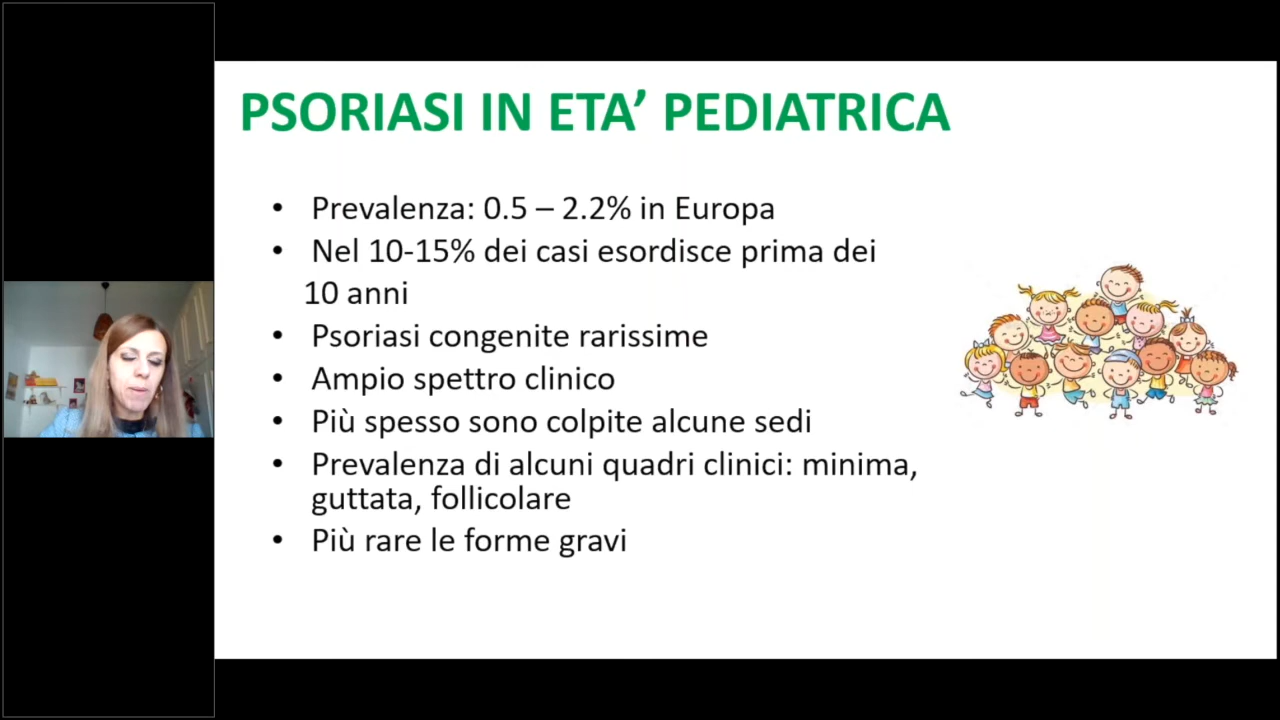 PSORIASI IN ETA’ PEDIATRICA
• Prevalenza: 0.5 – 2.2% in Europa
• Nel 10-15% dei casi esordisce prima dei
10 anni
• Psoriasi congenite rarissime
• Ampio spettro clinico
• Più spesso sono colpite alcune sedi
• Prevalenza di alcuni quadri clinici: minima,
guttata, follicolare
• Più rare le forme gravi